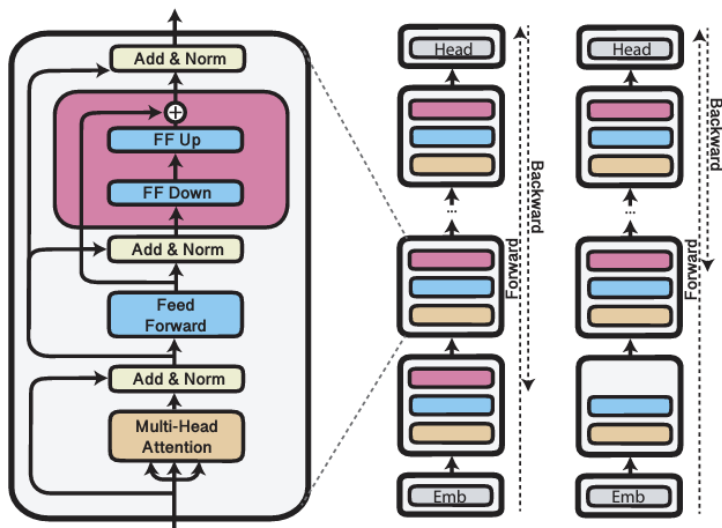 Add & Norm
FF Up
FF Down
Add & Norm
Feed
Forward
Add & Norm
Multi-Head
Attention
Head
...
Emb
Backward
Forward
Head
...
Emb
Backward
Forward